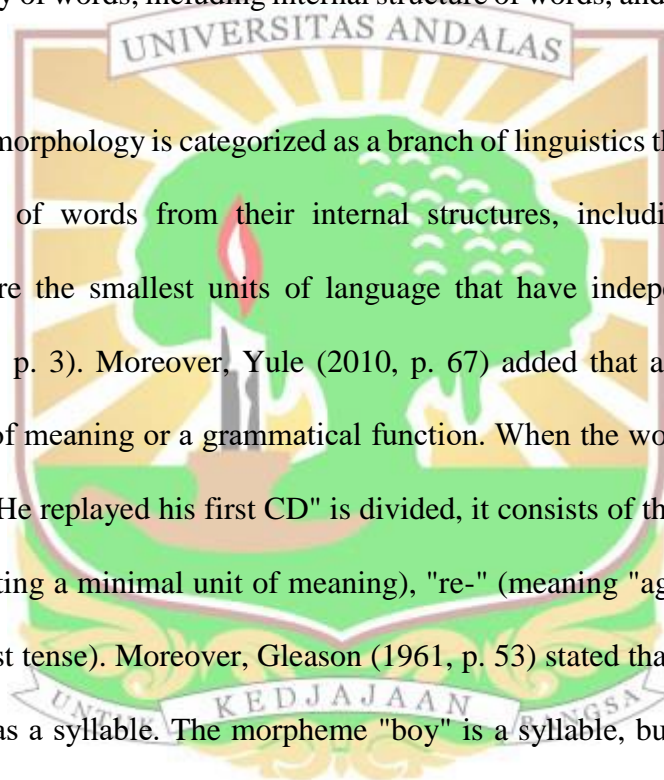 y of words, including internal structure of words, and
UNIVERSITAS ANDALAS
morphology is categorized as a branch of linguistics th
of words from their internal structures, includi
re the smallest units of language that have indepe
p. 3). Moreover, Yule (2010, p. 67) added that a
of meaning or a grammatical function. When the wo
He replayed his first CD" is divided, it consists of th
ting a minimal unit of meaning), "re-" (meaning "ag
st tense). Moreover, Gleason (1961, p. 53) stated tha
UNTUK KEDJAJAAN BANGSA
as a syllable. The morpheme "boy" is a syllable, bu